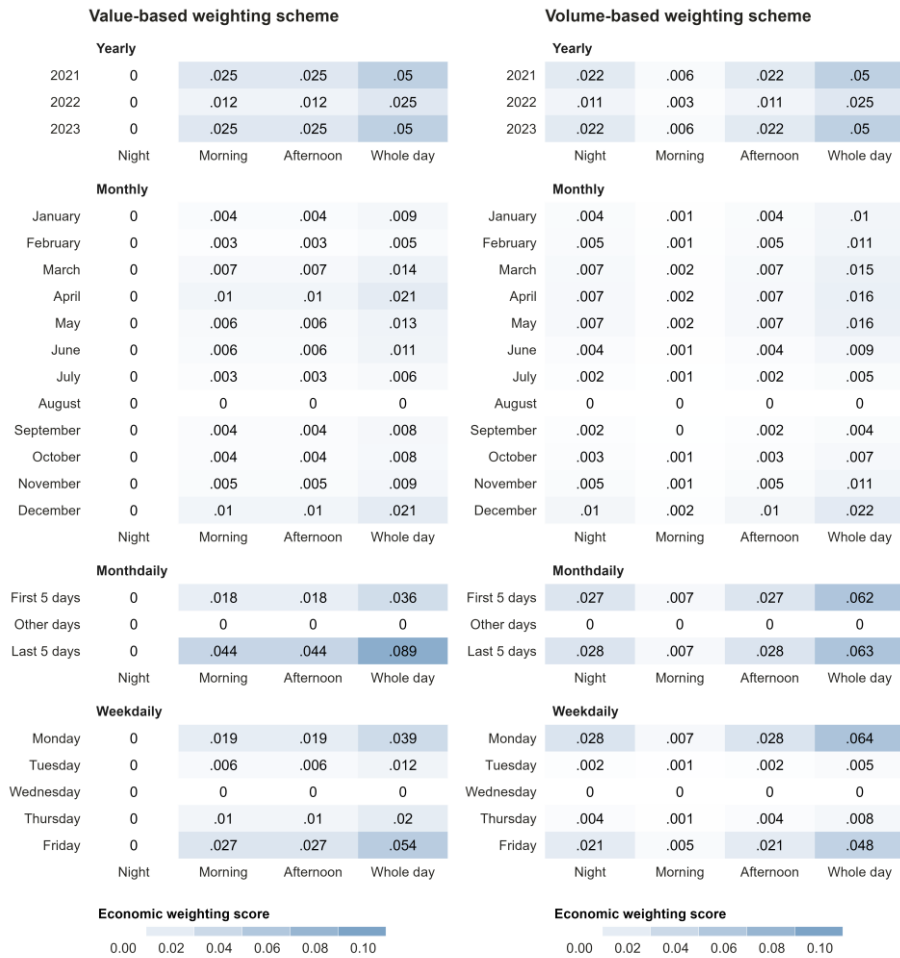 Value-based weighting scheme Volume-based weighting scheme
Yearly Yearly
2021 0 .025 .025 .05 2021 .022 .006 .022 .05
2022 0 .012 .012 .025 2022 .011 .003 .011 .025
2023 0 .025 .025 .05 2023 .022 .006 .022 .05
Night Morning Afternoon Whole day Night Morning Afternoon Whole day
Monthly Monthly
January 0 .004 .004 .009 January .004 .001 .004 .01
February 0 .003 .003 .005 February .005 .001 .005 .011
March 0 .007 .007 .014 March .007 .002 .007 .015
April 0 .01 .01 .021 April .007 .002 .007 .016
May 0 .006 .006 .013 May .007 .002 .007 .016
June 0 .006 .006 .011 June .004 .001 .004 .009
July 0 .003 .003 .006 July .002 .001 .002 .005
August 0 0 0 0 August 0 0 0 0
September 0 .004 .004 .008 September .002 0 .002 .004
October 0 .004 .004 .008 October .003 .001 .003 .007
November 0 .005 .005 .009 November .005 .001 .005 .011
December 0 .01 .01 .021 December .01 .002 .01 .022
Night Morning Afternoon Whole day Night Morning Afternoon Whole day
Monthdaily Monthdaily
First 5 days 0 .018 .018 .036 First 5 days .027 .007 .027 .062
Other days 0 0 0 0 Other days 0 0 0 0
Last 5 days 0 .044 .044 .089 Last 5 days .028 .007 .028 .063
Night Morning Afternoon Whole day Night Morning Afternoon Whole day
Weekdaily Weekdaily
Monday 0 .019 .019 .039 Monday .028 .007 .028 .064
Tuesday 0 .006 .006 .012 Tuesday .002 .001 .002 .005
Wednesday 0 0 0 0 Wednesday 0 0 0 0
Thursday 0 .01 .01 .02 Thursday .004 .001 .004 .008
Friday 0 .027 .027 .054 Friday .021 .005 .021 .048
Night Morning Afternoon Whole day Night Morning Afternoon Whole day
Economic weighting score Economic weighting score
0.00 0.02 0.04 0.06 0.08 0.10 0.00 0.02 0.04 0.06 0.08 0.10